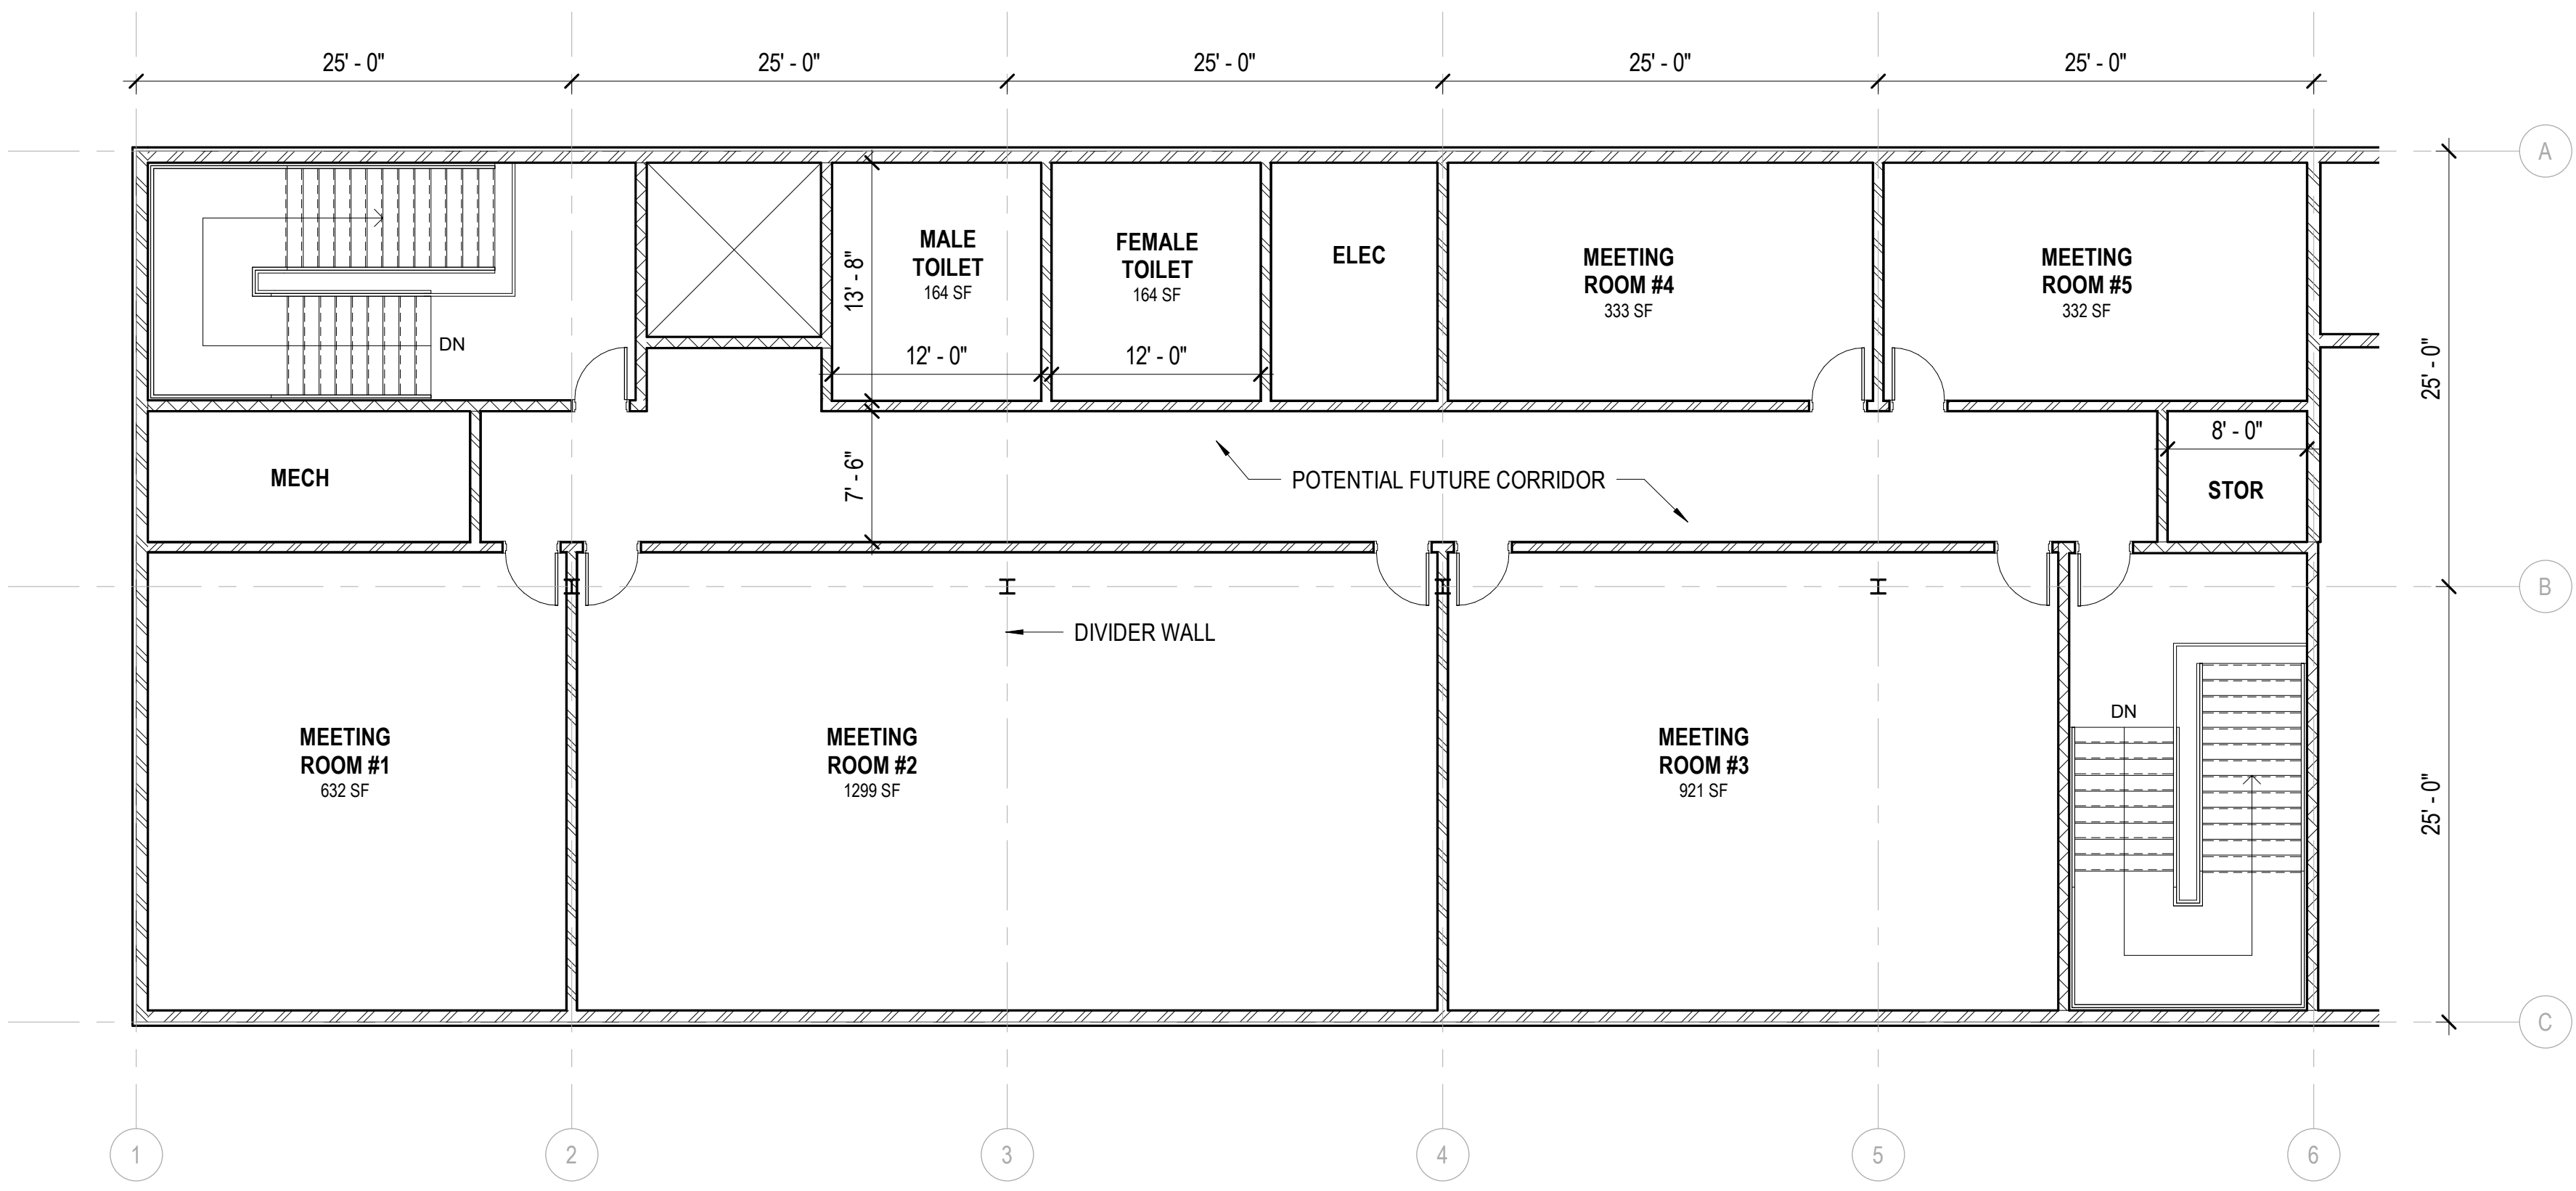 25' - 0"
25' - 0"
25' - 0"
25' - 0"
25' - 0"
A
MALE
TOILET
164 SF
FEMALE
TOILET
164 SF
ELEC
MEETING
ROOM #4
333 SF
MEETING
ROOM #5
332 SF
13' - 8"
DN
12' - 0"
12' - 0"
25' - 0"
MECH
7' - 6"
POTENTIAL FUTURE CORRIDOR
8' - 0"
STOR
B
DIVIDER WALL
MEETING
ROOM #1
632 SF
MEETING
ROOM #2
1299 SF
MEETING
ROOM #3
921 SF
DN
25' - 0"
C
1
2
3
4
5
6